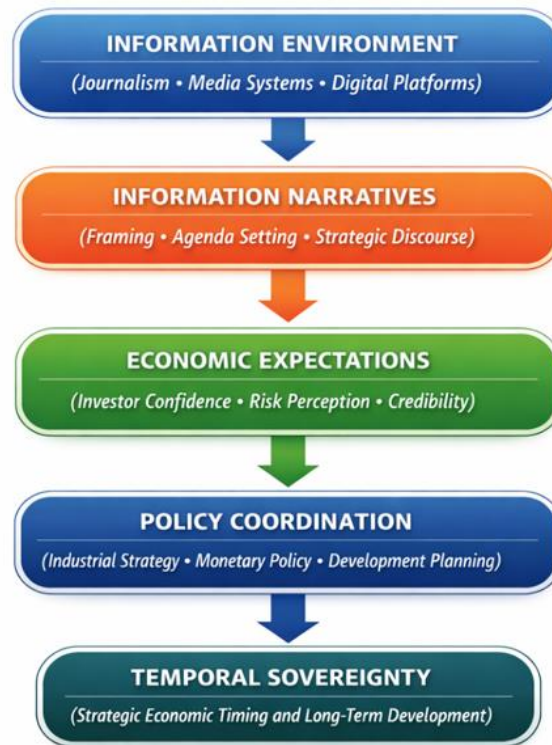 INFORMATION ENVIRONMENT
(Journalism • Media Systems • Digital Platforms)
INFORMATION NARRATIVES
(Framing • Agenda Setting • Strategic Discourse)
ECONOMIC EXPECTATIONS
(Investor Confidence • Risk Perception • Credibility)
POLICY COORDINATION
(Industrial Strategy • Monetary Policy • Development Planning)
TEMPORAL SOVEREIGNTY
(Strategic Economic Timing and Long-Term Development)